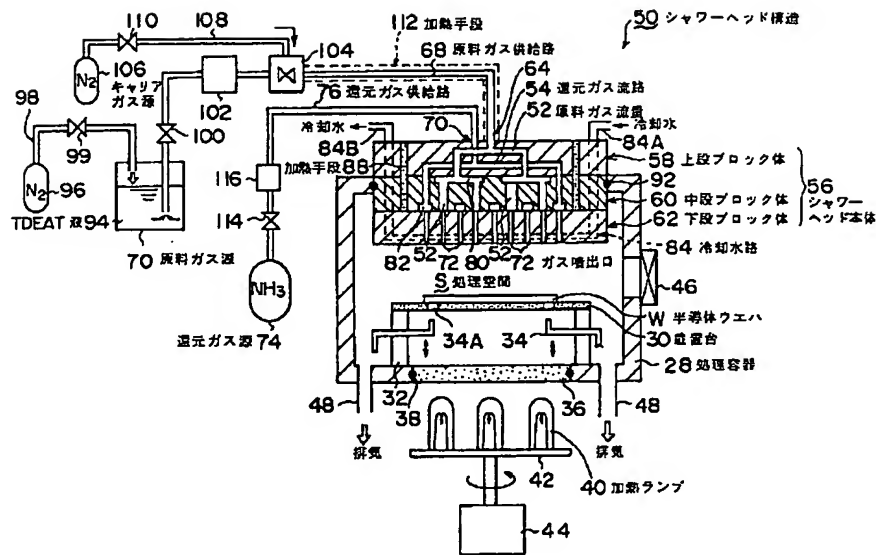 110
108
112 加熱手段
50 シャワーヘッド構造
104
68 原料ガス供給路
N2
106
キャリア
ガス源
102
64
76 還元ガス供給路
54 還元ガス流路
52 原料ガス流路
98
100
冷却水
70
冷却水
84B
84A
99
加熱手段 88
58 上段ブロック体
92
60 中段ブロック体
56
シャワー
ヘッド本体
62 下段ブロック体
N2
96
116
TDEAT 液 94
114
82
52
72
80
52
72
ガス噴出口
84 冷却水路
70 原料ガス源
S 処理空間
46
NH3
W 半導体ウエハ
34A
34
30 載置台
還元ガス源 74
28 処理容器
32
48
38
36
48
排気
排気
42
40 加熱ランプ
44